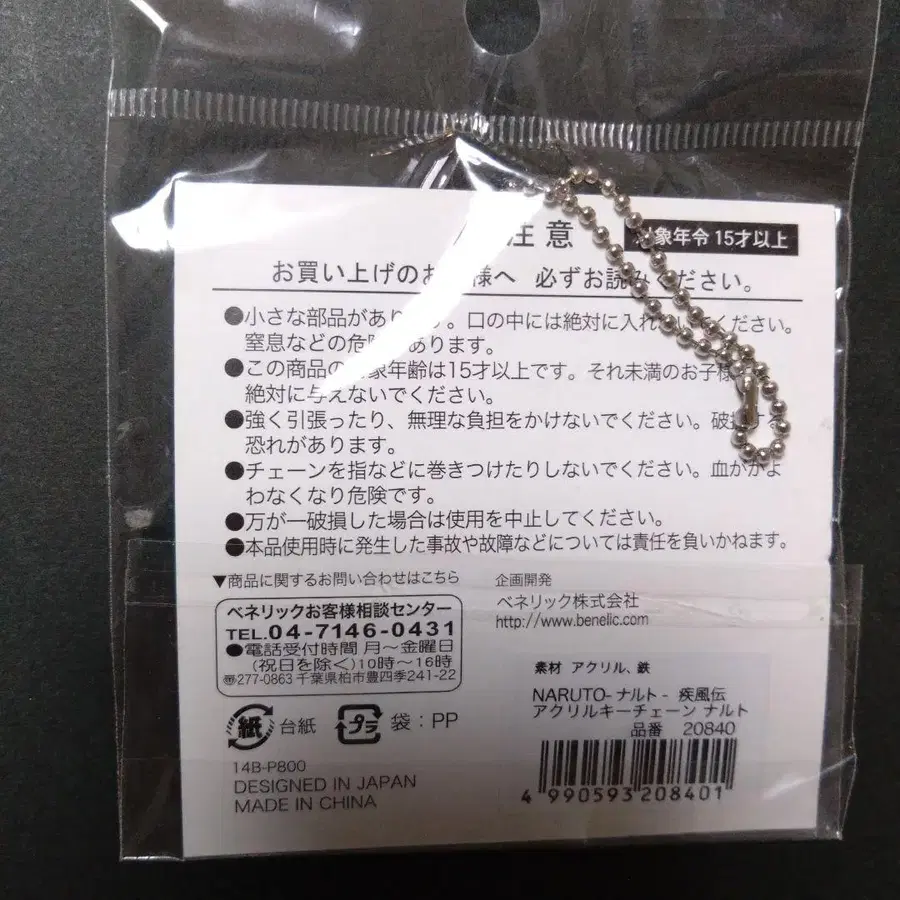 注意
対象年令 15才以上
お買い上げのお 様へ 必ずお読み ください。
●小さな部品があり 。口の中には絶対に入れ ください。
窒息などの危険 あります。
●この商品の対象年齢は15才以上です。それ未満のお子様
絶対に与えないでください。
●強く引張ったり、無理な負担をかけないでください。破損する
恐れがあります。
●チェーンを指などに巻きつけたりしないでください。血がかよ
わなくなり危険です。
●万が一破損した場合は使用を中止してください。
●本品使用時に発生した事故や故障などについては責任を負いかねます。
▼商品に関するお問い合わせはこちら
ベネリックお客様相談センター
TEL.04-7146-0431
●電話受付時間 月〜金曜日
(祝日を除く)10時〜16時
〠277-0863 千葉県柏市豊四季241-22
企画開発
ベネリック株式会社
http://www.benelic.com
素材 アクリル、鉄
NARUTO-ナルト- 疾風伝
アクリルキーチェーン ナルト
品番 20840
4 990593 208401
紙 台紙 プラ 袋：PP
14B-P800
DESIGNED IN JAPAN
MADE IN CHINA